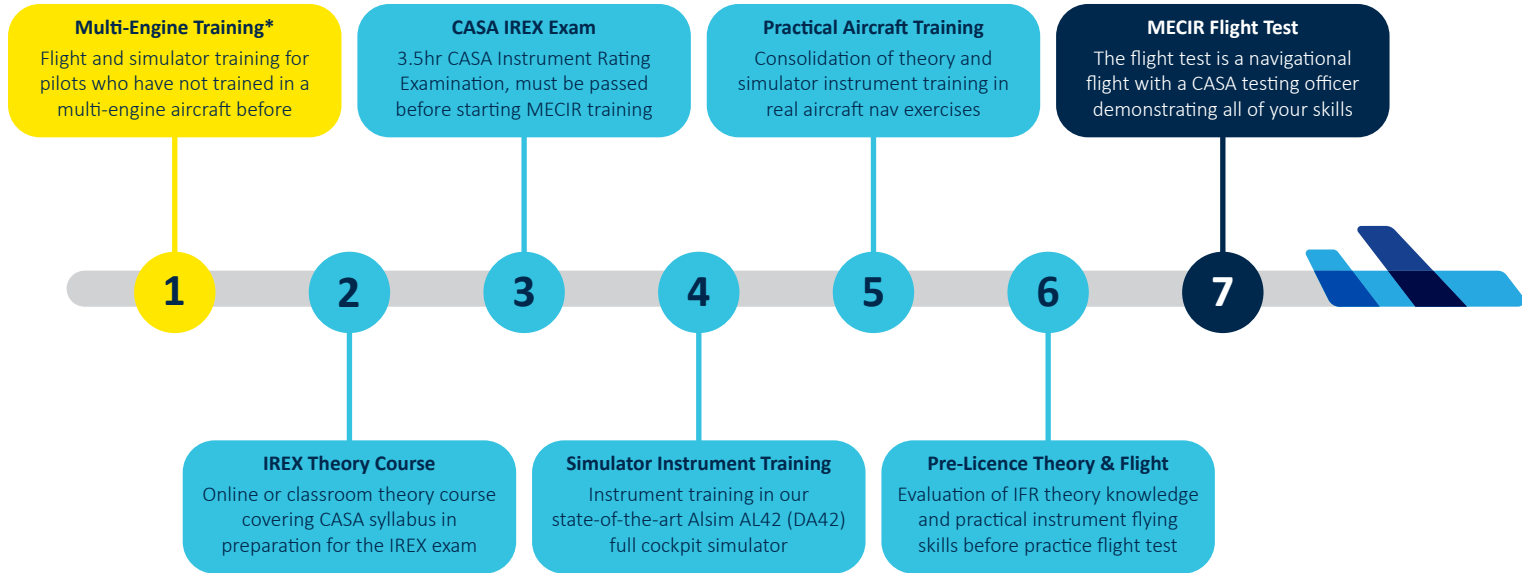 Multi-Engine Training*
Flight and simulator training for
pilots who have not trained in a
multi-engine aircraft before
CASA IREX Exam
3.5hr CASA Instrument Rating
Examination, must be passed
before starting MECIR training
Practical Aircraft Training
Consolidation of theory and
simulator instrument training in
real aircraft nav exercises
MECIR Flight Test
The flight test is a navigational
flight with a CASA testing officer
demonstrating all of your skills
1
2
3
4
5
6
7
IREX Theory Course
Online or classroom theory course
covering CASA syllabus in
preparation for the IREX exam
Simulator Instrument Training
Instrument training in our
state-of-the-art Alsim AL42 (DA42)
full cockpit simulator
Pre-Licence Theory & Flight
Evaluation of IFR theory knowledge
and practical instrument flying
skills before practice flight test